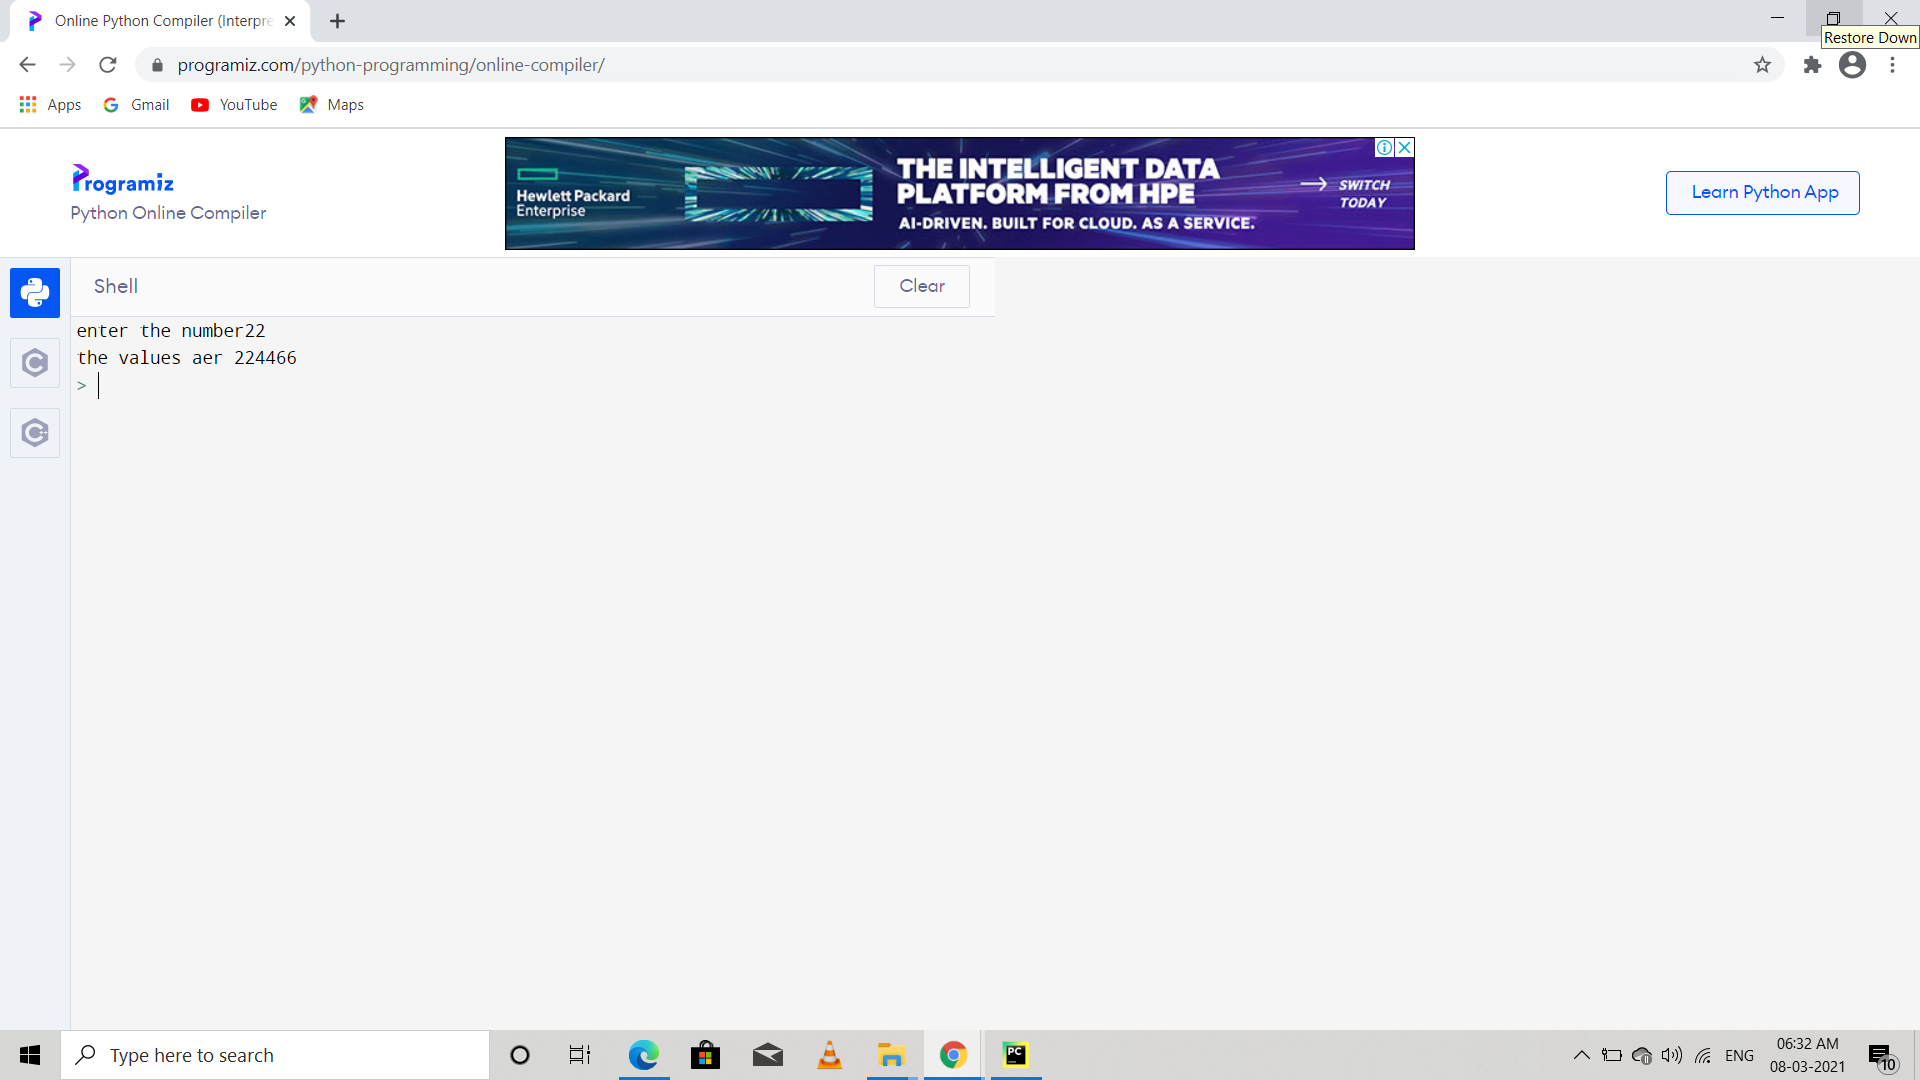 Online Python Compiler (Interpre
Restore Down
programiz.com/python-programming/online-compiler/
Apps
Gmail
YouTube
Maps
Programiz
Python Online Compiler
Hewlett Packard
Enterprise
THE INTELLIGENT DATA
PLATFORM FROM HPE
AI-DRIVEN. BUILT FOR CLOUD. AS A SERVICE.
SWITCH
TODAY
Learn Python App
Shell
Clear
enter the number22
the values aer 224466
>
Type here to search
PC
ENG
06:32 AM
08-03-2021
10